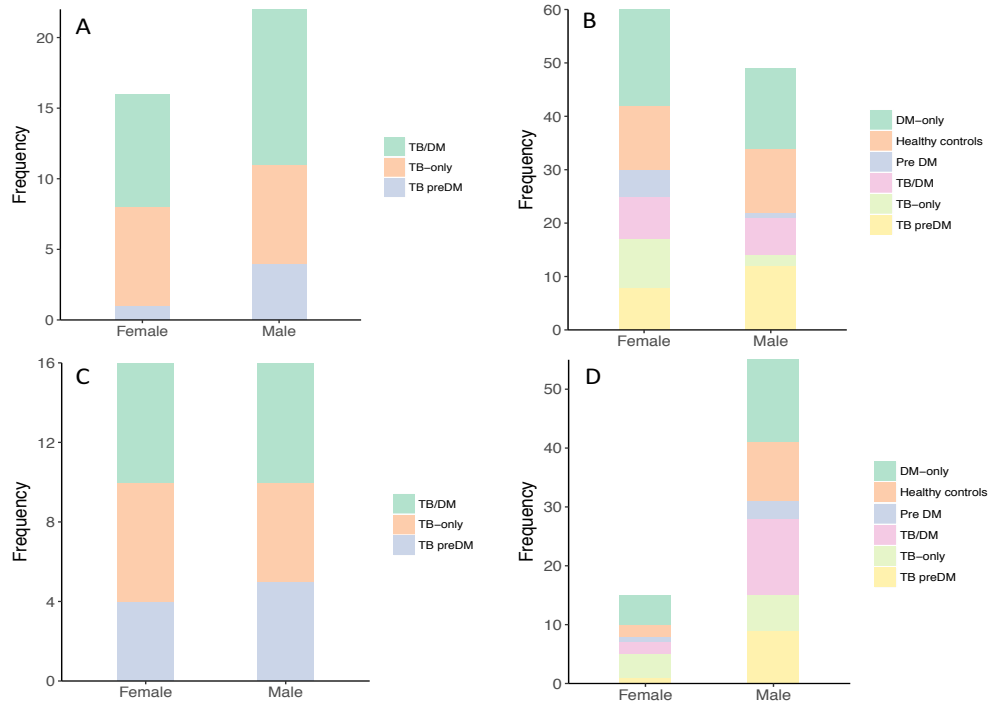 A
Frequency
20
15
10
5
0
Female
Male
TB/DM
TB−only
TB preDM
B
Frequency
60
50
40
30
20
10
0
Female
Male
DM−only
Healthy controls
Pre DM
TB/DM
TB−only
TB preDM
C
Frequency
16
12
8
4
0
Female
Male
TB/DM
TB−only
TB preDM
D
Frequency
50
40
30
20
10
0
Female
Male
DM−only
Healthy controls
Pre DM
TB/DM
TB−only
TB preDM